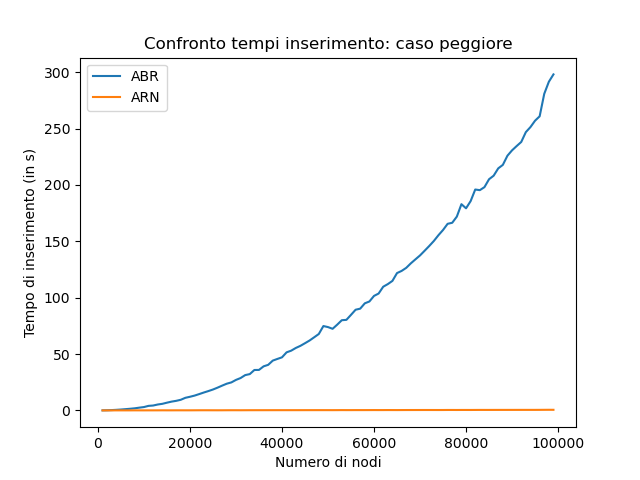 Confronto tempi inserimento: caso peggiore
ABR
ARN
Tempo di inserimento (in s)
300
250
200
150
100
50
0
0 20000 40000 60000 80000 100000
Numero di nodi